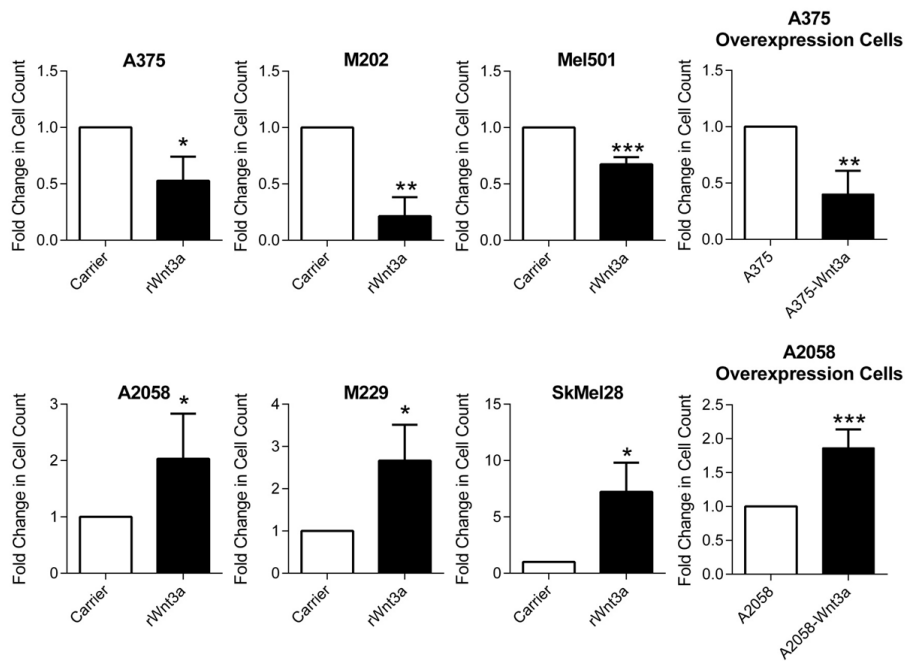 A375
Fold Change in Cell Count
1.5
1.0
0.5
0.0
*
Carrier
rWnt3a
M202
Fold Change in Cell Count
1.5
1.0
0.5
0.0
**
Carrier
rWnt3a
Mel501
Fold Change in Cell Count
1.5
1.0
0.5
0.0
***
Carrier
rWnt3a
A375
Overexpression Cells
Fold Change in Cell Count
1.5
1.0
0.5
0.0
**
A375
A375-Wnt3a
A2058
Fold Change in Cell Count
3
2
1
0
*
Carrier
rWnt3a
M229
Fold Change in Cell Count
4
3
2
1
0
*
Carrier
rWnt3a
SkMel28
Fold Change in Cell Count
15
10
5
0
*
Carrier
rWnt3a
A2058
Overexpression Cells
Fold Change in Cell Count
2.5
2.0
1.5
1.0
0.5
0.0
***
A2058
A2058-Wnt3a